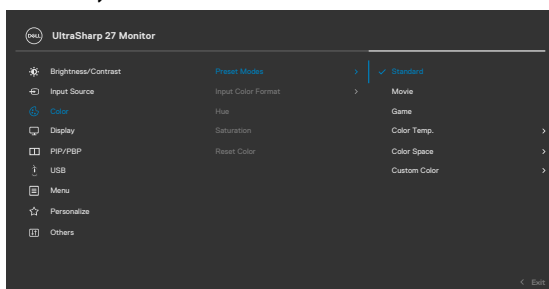 DELL UltraSharp 27 Monitor
Brightness/Contrast Preset Modes > ✓ Standard
Input Source Input Color Format > Movie
Color Hue Game
Display Saturation Color Temp. >
PIP/PBP Reset Color Color Space >
USB Custom Color >
Menu
Personalize
Others
< Exit